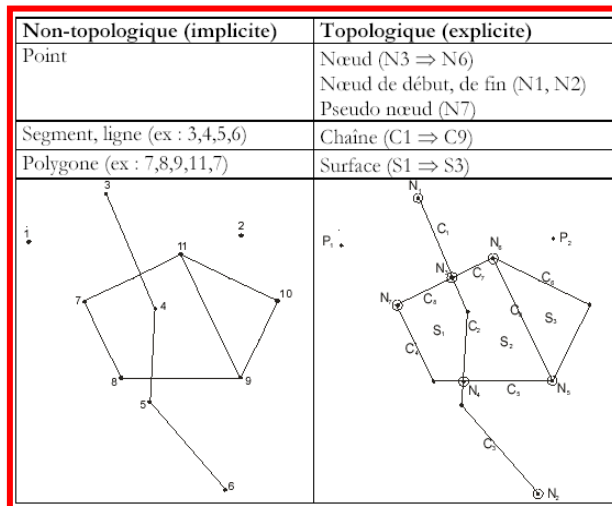 Non-topologique (implicite)
Topologique (explicite)
Point
Nœud (N3 ⇒ N6)
Nœud de début, de fin (N1, N2)
Pseudo nœud (N7)
Segment, ligne (ex : 3,4,5,6)
Chaîne (C1 ⇒ C9)
Polygone (ex : 7,8,9,11,7)
Surface (S1 ⇒ S3)
3
1
2
11
7
4
10
8
9
5
6
N1
P1
C1
N6
P2
C7
N7
C8
C2
S1
S2
S3
C4
N4
C5
N5
C3
N2